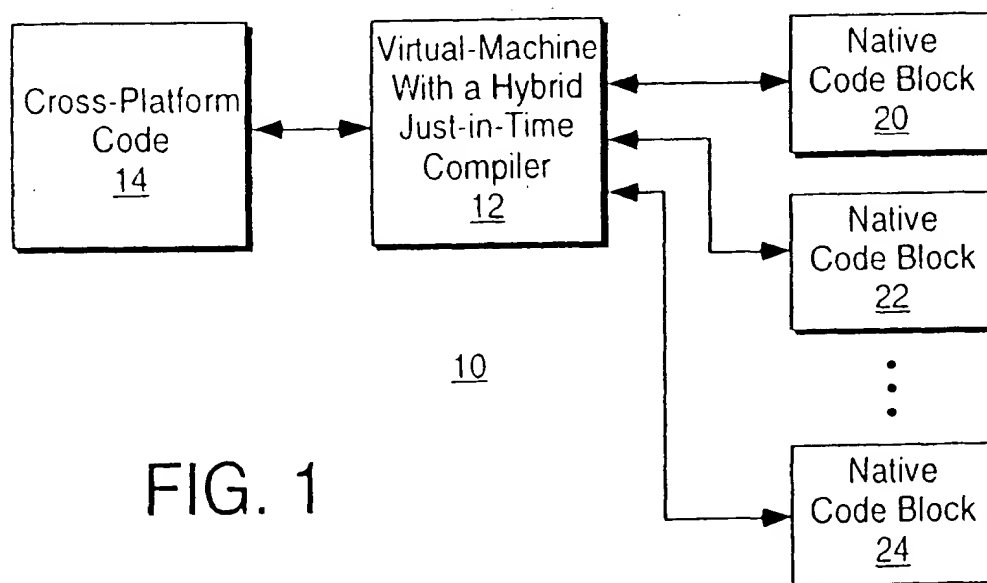 Cross-Platform
Code
14
Virtual-Machine
With a Hybrid
Just-in-Time
Compiler
12
Native
Code Block
20
Native
Code Block
22
Native
Code Block
24
10
FIG. 1